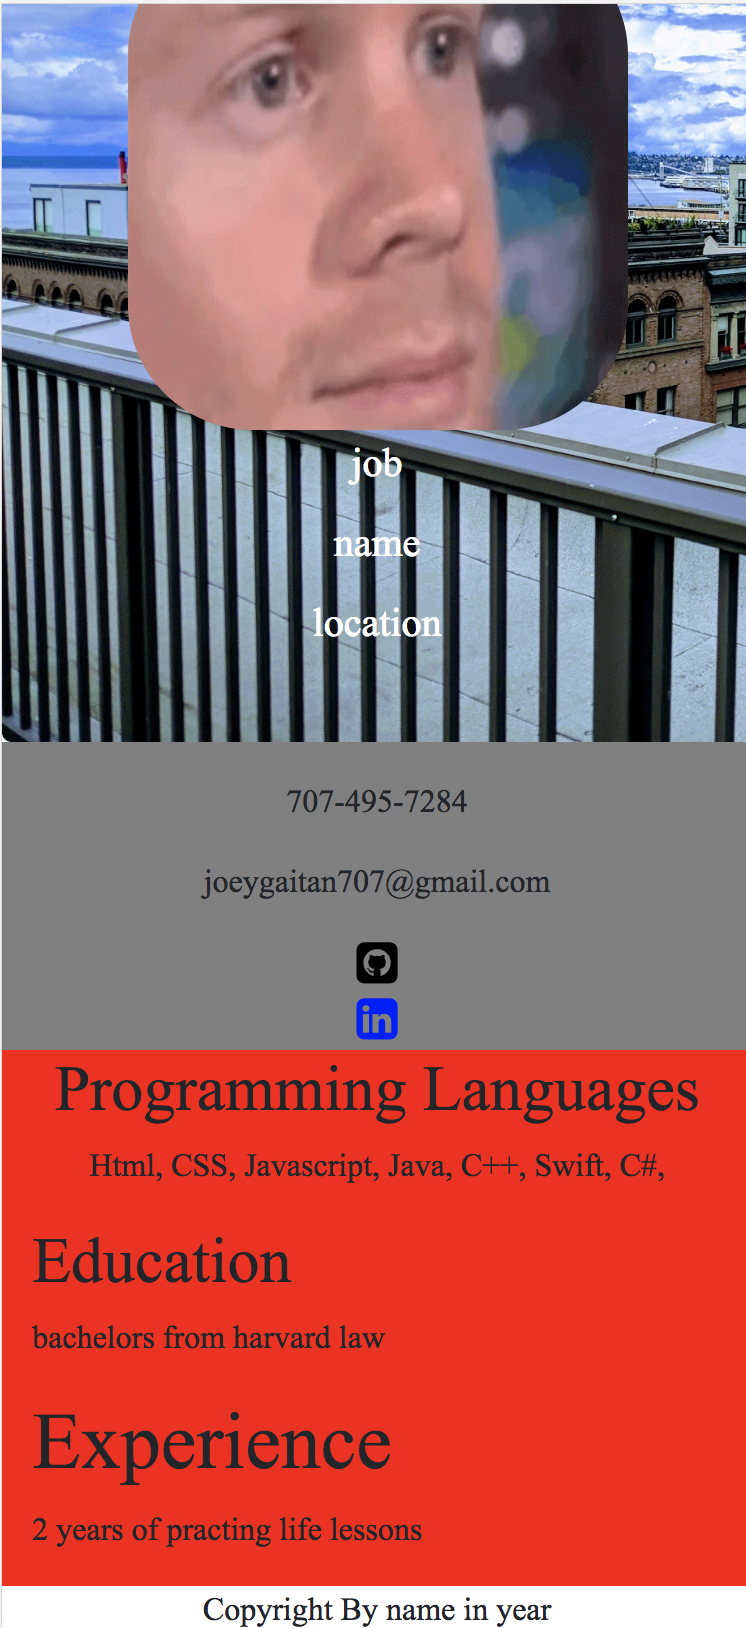 job
name
location
707-495-7284
joeygaitan707@gmail.com
in
Programming Languages
Html, CSS, Javascript, Java, C++, Swift, C#,
Education
bachelors from harvard law
Experience
2 years of practing life lessons
Copyright By name in year